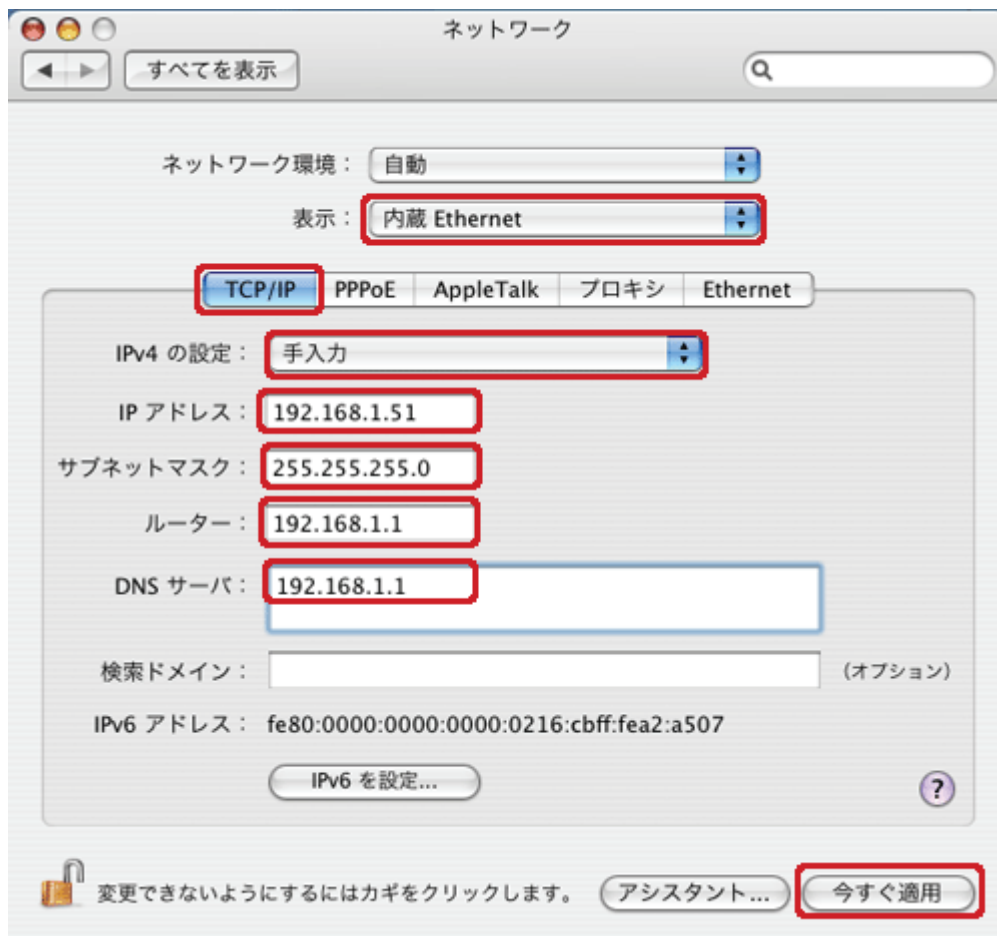 ネットワーク
すべてを表示
ネットワーク環境： 自動
表示： 内蔵 Ethernet
TCP/IP PPPoE AppleTalk プロキシ Ethernet
IPv4 の設定： 手入力
IP アドレス： 192.168.1.51
サブネットマスク： 255.255.255.0
ルーター： 192.168.1.1
DNS サーバ： 192.168.1.1
検索ドメイン： (オプション)
IPv6 アドレス： fe80:0000:0000:0000:0216:cbff:fea2:a507
IPv6 を設定...
?
変更できないようにするにはカギをクリックします。 アシスタント... 今すぐ適用